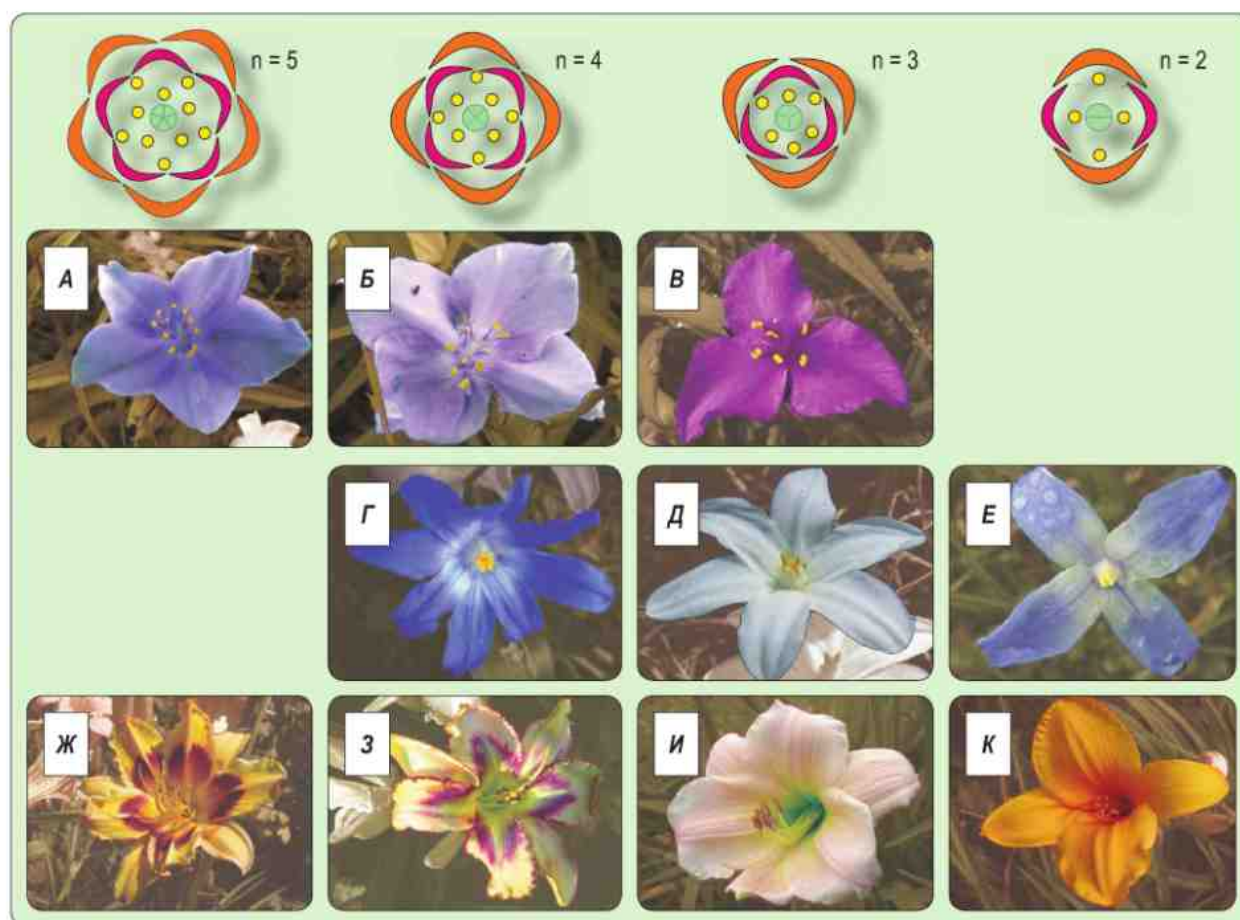 n = 5
n = 4
n = 3
n = 2
А
Б
В
Г
Д
Е
Ж
З
И
К